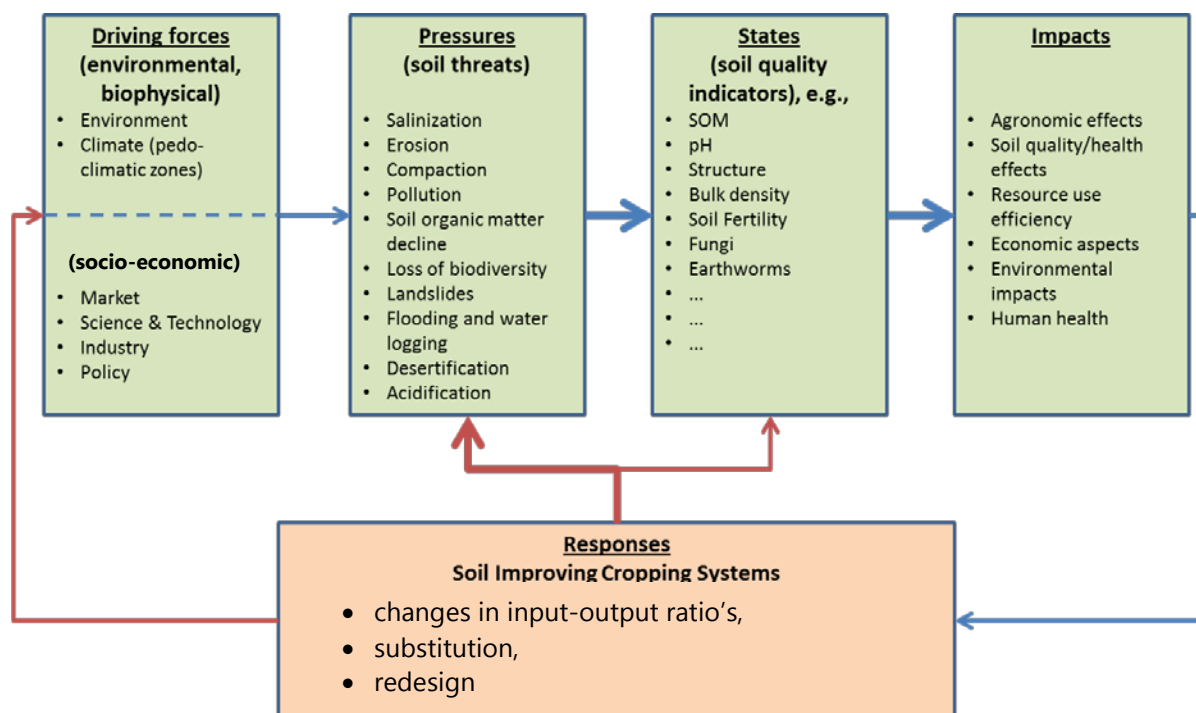 Driving forces
(environmental,
biophysical)
• Environment
• Climate (pedo-
climatic zones)
(socio-economic)
• Market
• Science & Technology
• Industry
• Policy
Pressures
(soil threats)
• Salinization
• Erosion
• Compaction
• Pollution
• Soil organic matter
decline
• Loss of biodiversity
• Landslides
• Flooding and water
logging
• Desertification
• Acidification
States
(soil quality
indicators), e.g.,
• SOM
• pH
• Structure
• Bulk density
• Soil Fertility
• Fungi
• Earthworms
• ...
• ...
• ...
Impacts
• Agronomic effects
• Soil quality/health
effects
• Resource use
efficiency
• Economic aspects
• Environmental
impacts
• Human health
Responses
Soil Improving Cropping Systems
• changes in input-output ratio’s,
• substitution,
• redesign